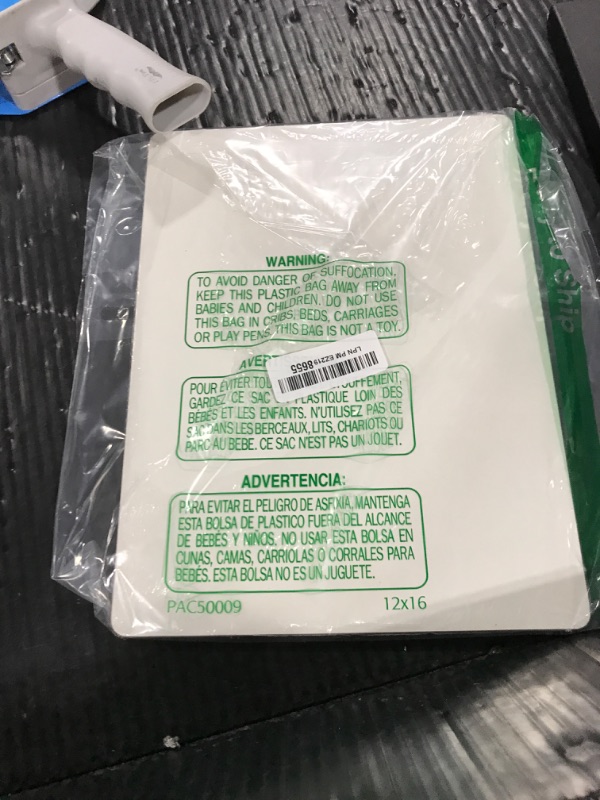 WARNING:
TO AVOID DANGER OF SUFFOCATION,
KEEP THIS PLASTIC BAG AWAY FROM
BABIES AND CHILDREN. DO NOT USE
THIS BAG IN CRIBS, BEDS, CARRIAGES
OR PLAY PENS. THIS BAG IS NOT A TOY.
LPN PM EZ219 8655
POUR ÉVITER
GARDEZ CE SAC PLASTIQUE LOIN DES
BÉBÉS ET LES ENFANTS. N'UTILISEZ PAS CE
SAC DANS LES BERCEAUX, LITS, CHARIOTS OU
PARC AU BEBE. CE SAC N'EST PAS UN JOUET.
ADVERTENCIA:
PARA EVITAR EL PELIGRO DE ASFIXIA, MANTENGA
ESTA BOLSA DE PLASTICO FUERA DEL ALCANCE
DE BEBÉS Y NIÑOS. NO USAR ESTA BOLSA EN
CUNAS, CAMAS, CARRIOLAS O CORRALES PARA
BEBÉS. ESTA BOLSA NO ES UN JUGUETE.
PAC50009 12x16
Ship